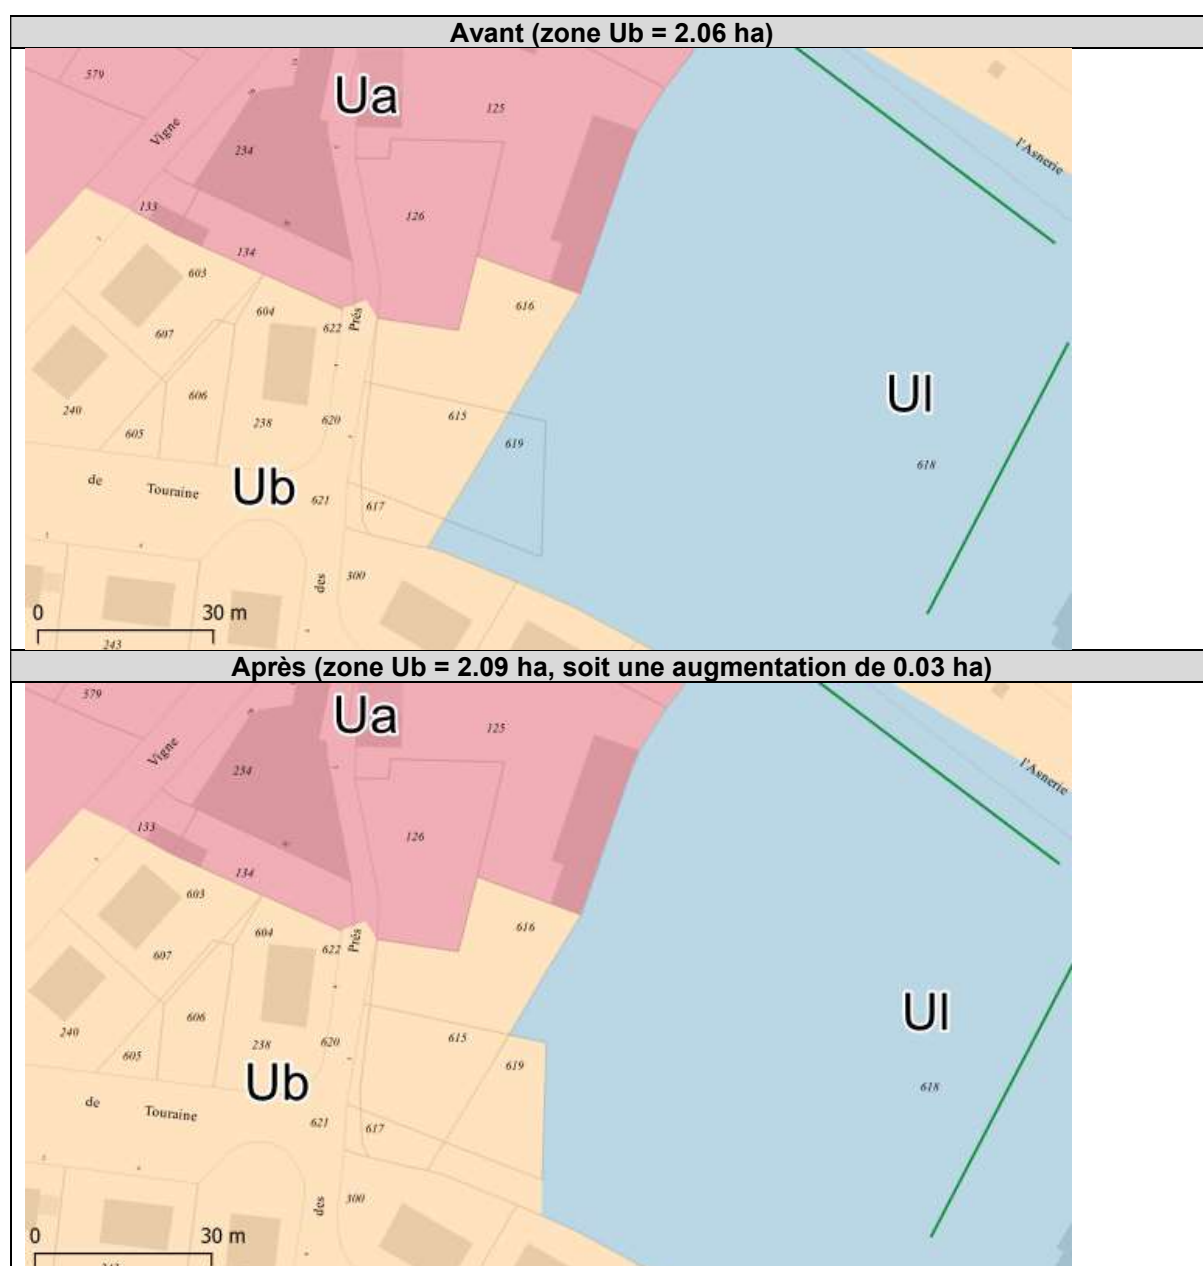 Avant (zone Ub = 2.06 ha)
579
Ua
125
Vigne
234
l'Asnerie
133
126
134
603
604
616
622
Prés
607
Ul
240
606
238
620
615
605
619
618
de Touraine
Ub
621
617
des
300
0
30 m
243
Après (zone Ub = 2.09 ha, soit une augmentation de 0.03 ha)
579
Ua
125
Vigne
234
l'Asnerie
133
126
134
603
604
616
622
Prés
607
Ul
240
606
238
620
615
605
619
618
Ub
de Touraine
621
617
des
300
0
30 m